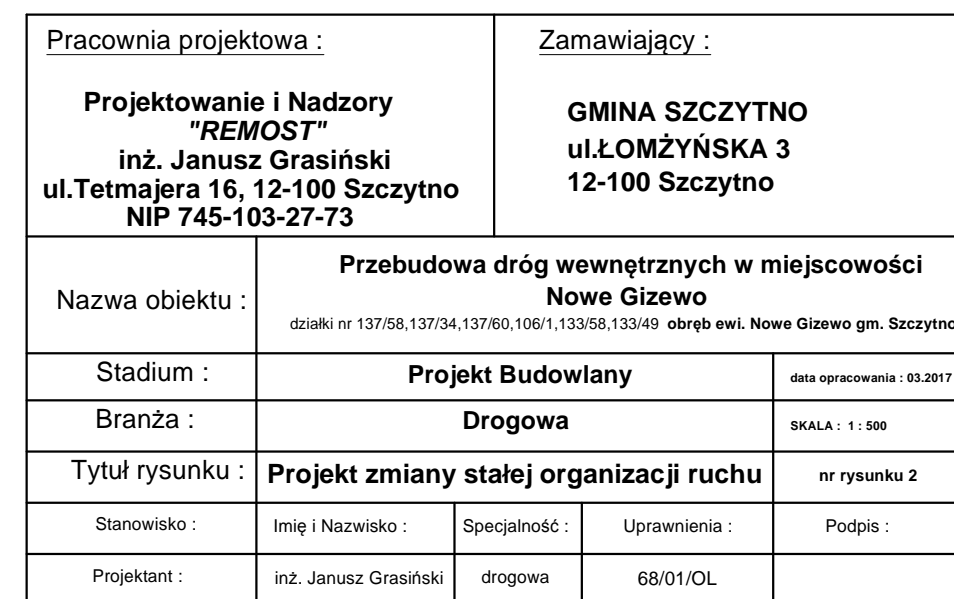 Pracownia projektowa :
Projektowanie i Nadzory
"REMOST"
inż. Janusz Grasiński
ul.Tetmajera 16, 12-100 Szczytno
NIP 745-103-27-73
Zamawiający :
GMINA SZCZYTNO
ul.ŁOMŻYŃSKA 3
12-100 Szczytno
Nazwa obiektu :
Przebudowa dróg wewnętrznych w miejscowości
Nowe Gizewo
działki nr 137/58,137/34,137/60,106/1,133/58,133/49 obręb ewi. Nowe Gizewo gm. Szczytno
Stadium :
Projekt Budowlany
data opracowania : 03.2017
Branża :
Drogowa
SKALA : 1 : 500
Tytuł rysunku :
Projekt zmiany stałej organizacji ruchu
nr rysunku 2
Stanowisko :
Imię i Nazwisko :
Specjalność :
Uprawnienia :
Podpis :
Projektant :
inż. Janusz Grasiński
drogowa
68/01/OL